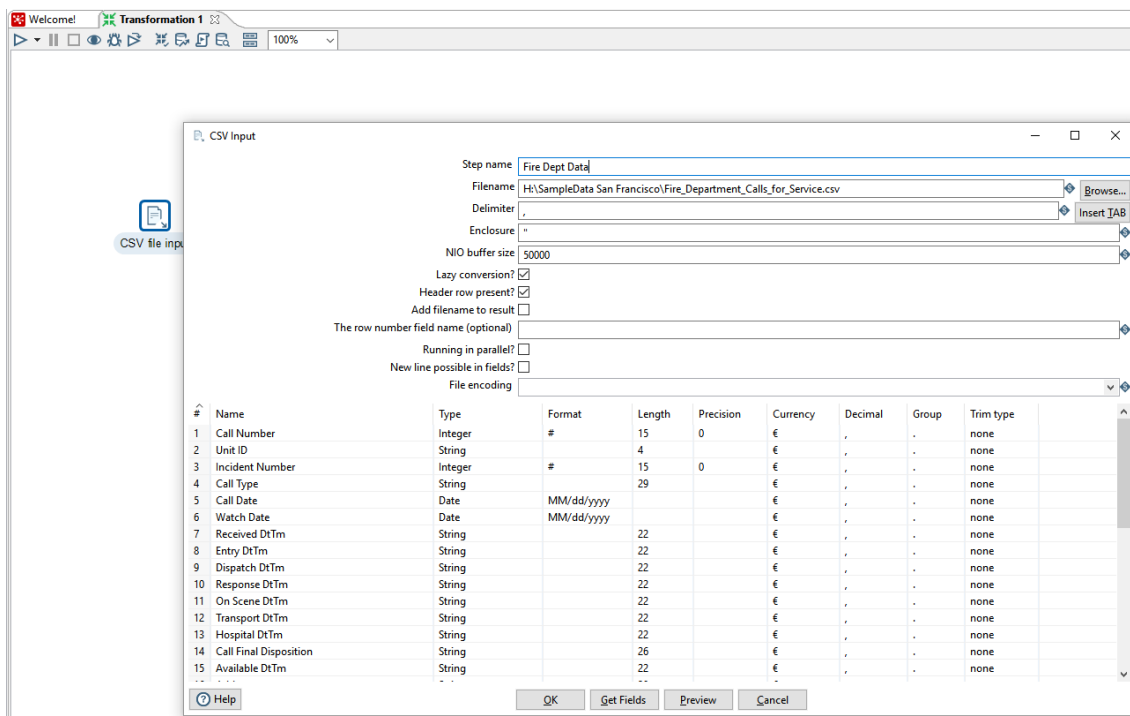 Welcome! Transformation 1
100%
CSV Input
Step name Fire Dept Data
Filename H:\SampleData San Francisco\Fire_Department_Calls_for_Service.csv Browse...
Delimiter , Insert TAB
Enclosure "
NIO buffer size 50000
Lazy conversion?
Header row present?
Add filename to result
The row number field name (optional)
Running in parallel?
New line possible in fields?
File encoding
CSV file inpu
# Name Type Format Length Precision Currency Decimal Group Trim type
1 Call Number Integer # 15 0 € , . none
2 Unit ID String 4 € , . none
3 Incident Number Integer # 15 0 € , . none
4 Call Type String 29 € , . none
5 Call Date Date MM/dd/yyyy € , . none
6 Watch Date Date MM/dd/yyyy € , . none
7 Received DtTm String 22 € , . none
8 Entry DtTm String 22 € , . none
9 Dispatch DtTm String 22 € , . none
10 Response DtTm String 22 € , . none
11 On Scene DtTm String 22 € , . none
12 Transport DtTm String 22 € , . none
13 Hospital DtTm String 22 € , . none
14 Call Final Disposition String 26 € , . none
15 Available DtTm String 22 € , . none
Help OK Get Fields Preview Cancel